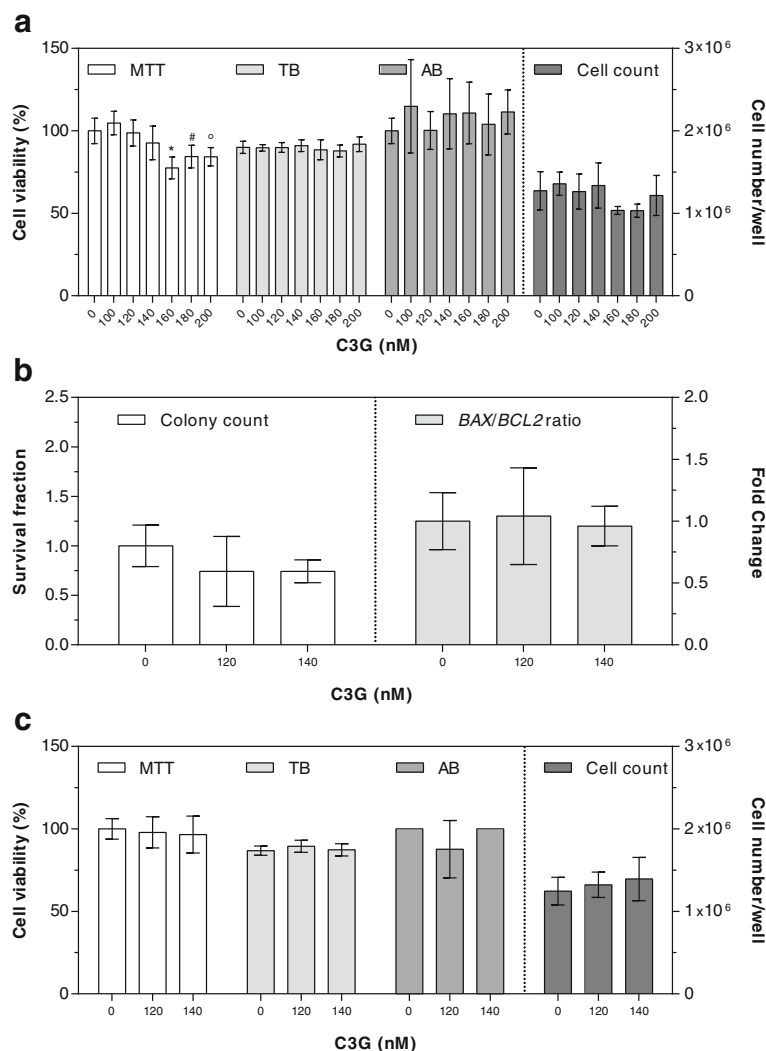 a
150
100
50
0
Cell viability (%)
MTT
TB
AB
Cell count
* # ○
3×10⁶
2×10⁶
1×10⁶
0
Cell number/well
0 100 120 140 160 180 200 0 100 120 140 160 180 200 0 100 120 140 160 180 200 0 100 120 140 160 180 200
C3G (nM)
b
2.5
2.0
1.5
1.0
0.5
0.0
Survival fraction
Colony count
BAX/BCL2 ratio
2.0
1.5
1.0
0.5
0.0
Fold Change
0 120 140 0 120 140
C3G (nM)
c
150
100
50
0
Cell viability (%)
MTT
TB
AB
Cell count
3×10⁶
2×10⁶
1×10⁶
0
Cell number/well
0 120 140 0 120 140 0 120 140 0 120 140
C3G (nM)